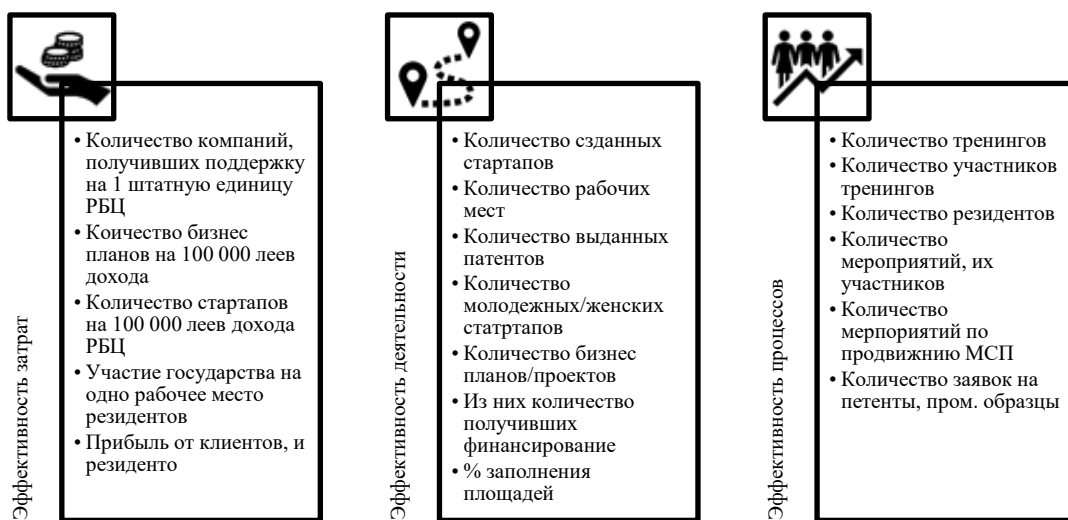 Эффективность затрат
• Количество компаний,
получивших поддержку
на 1 штатную единицу
РБЦ
• Коичество бизнес
планов на 100 000 леев
дохода
• Количество стартапов
на 100 000 леев дохода
РБЦ
• Участие государства на
одно рабочее место
резидентов
• Прибыль от клиентов, и
резиденто
Эффективность деятельности
• Количество сзданных
стартапов
• Количество рабочих
мест
• Количество выданных
патентов
• Количество
молодежных/женских
статртапов
• Количество бизнес
планов/проектов
• Из них количество
получивших
финансирование
• % заполнения
площадей
Эффективность процессов
• Количество тренингов
• Количество участников
тренингов
• Количество резидентов
• Количество
мероприятий, их
участников
• Количество
мерпориятий по
продвижнию МСП
• Количество заявок на
петенты, пром. образцы